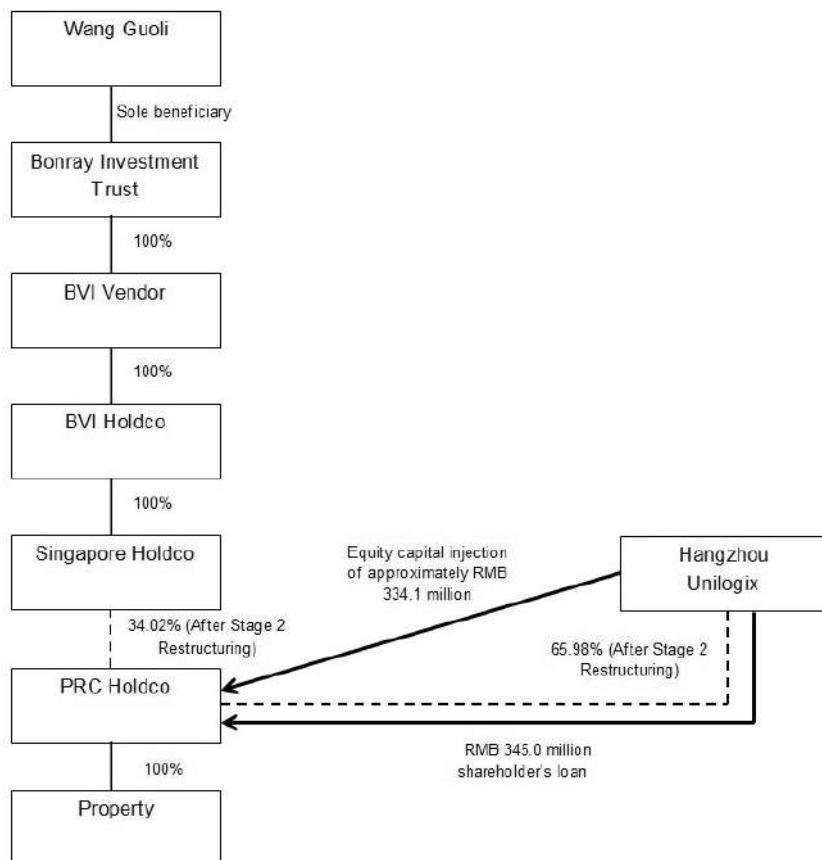 Wang Guoli
Sole beneficiary
Bonray Investment
Trust
100%
BVI Vendor
100%
BVI Holdco
100%
Singapore Holdco
Equity capital injection
of approximately RMB
334.1 million
Hangzhou
Unilogix
34.02% (After Stage 2
Restructuring)
65.98% (After Stage 2
Restructuring)
PRC Holdco
RMB 345.0 million
shareholder's loan
100%
Property